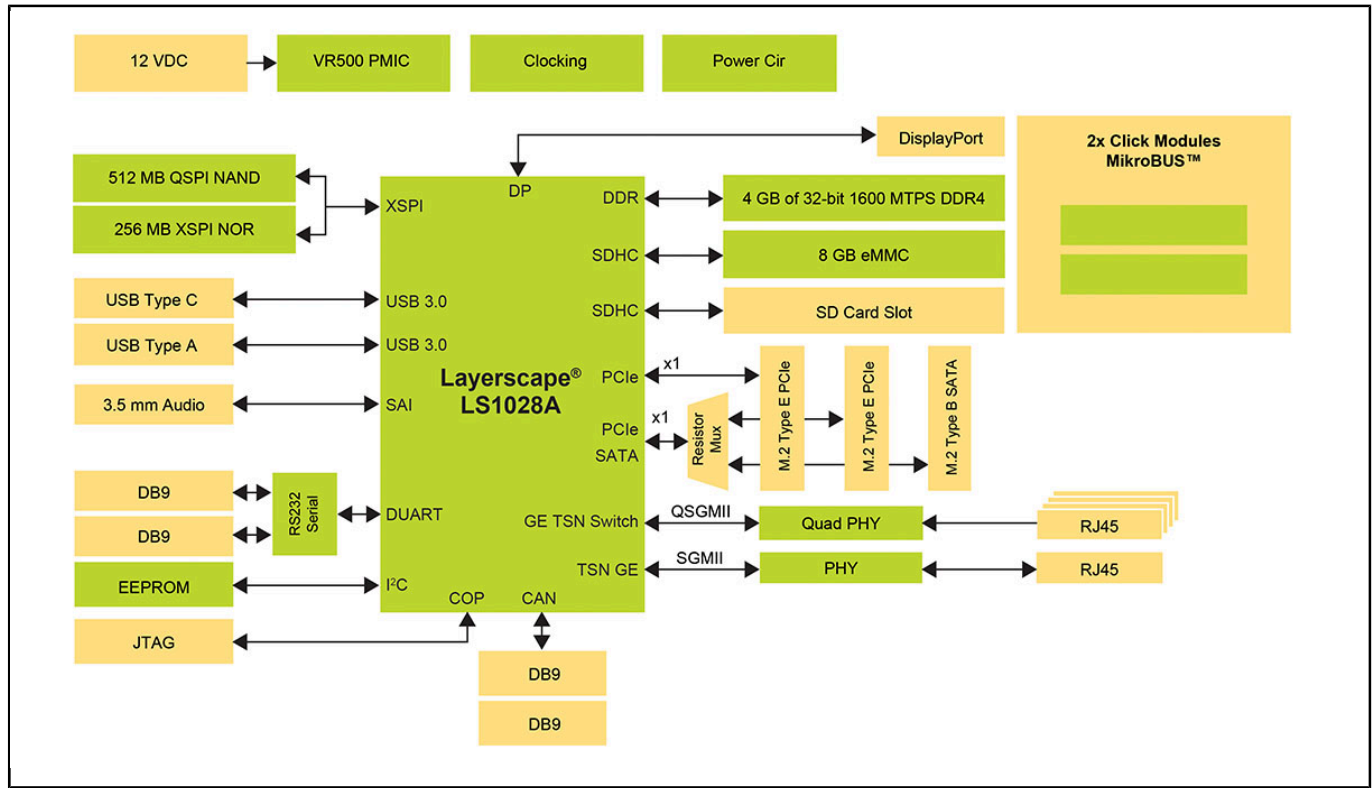 12 VDC
VR500 PMIC
Clocking
Power Cir
DisplayPort
2x Click Modules
MikroBUS™
512 MB QSPI NAND
256 MB XSPI NOR
XSPI
DP
DDR
4 GB of 32-bit 1600 MTPS DDR4
SDHC
8 GB eMMC
USB Type C
USB 3.0
SDHC
SD Card Slot
USB Type A
USB 3.0
Layerscape®
LS1028A
3.5 mm Audio
SAI
PCIe
x1
PCIe
SATA
x1
Resistor
Mux
M.2 Type E PCIe
M.2 Type E PCIe
M.2 Type B SATA
DB9
DB9
RS232
Serial
DUART
GE TSN Switch
QSGMII
Quad PHY
RJ45
TSN GE
SGMII
PHY
RJ45
EEPROM
I²C
JTAG
COP
CAN
DB9
DB9